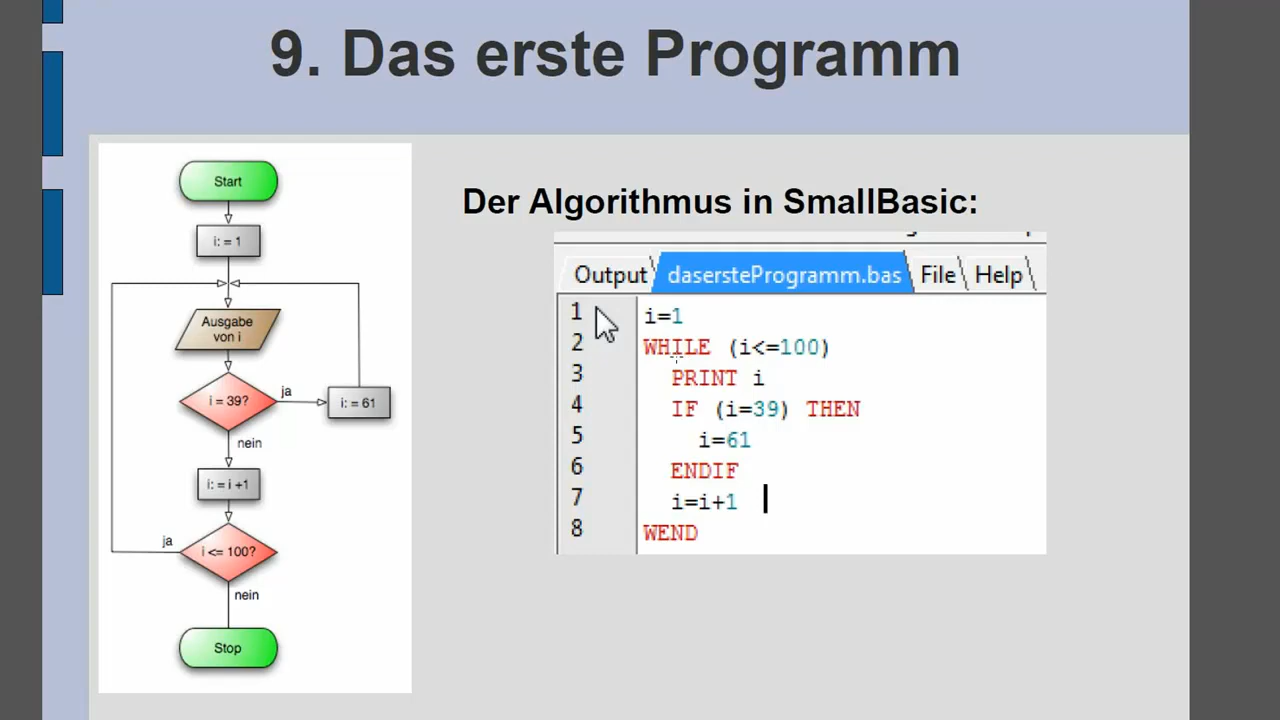 9. Das erste Programm
Start
i: = 1
Ausgabe
von i
i = 39?
ja
i: = 61
nein
i: = i +1
i <= 100?
ja
nein
Stop
Der Algorithmus in SmallBasic:
Output dasersteProgramm.bas File Help
1 i=1
2 WHILE (i<=100)
3 PRINT i
4 IF (i=39) THEN
5 i=61
6 ENDIF
7 i=i+1
8 WEND